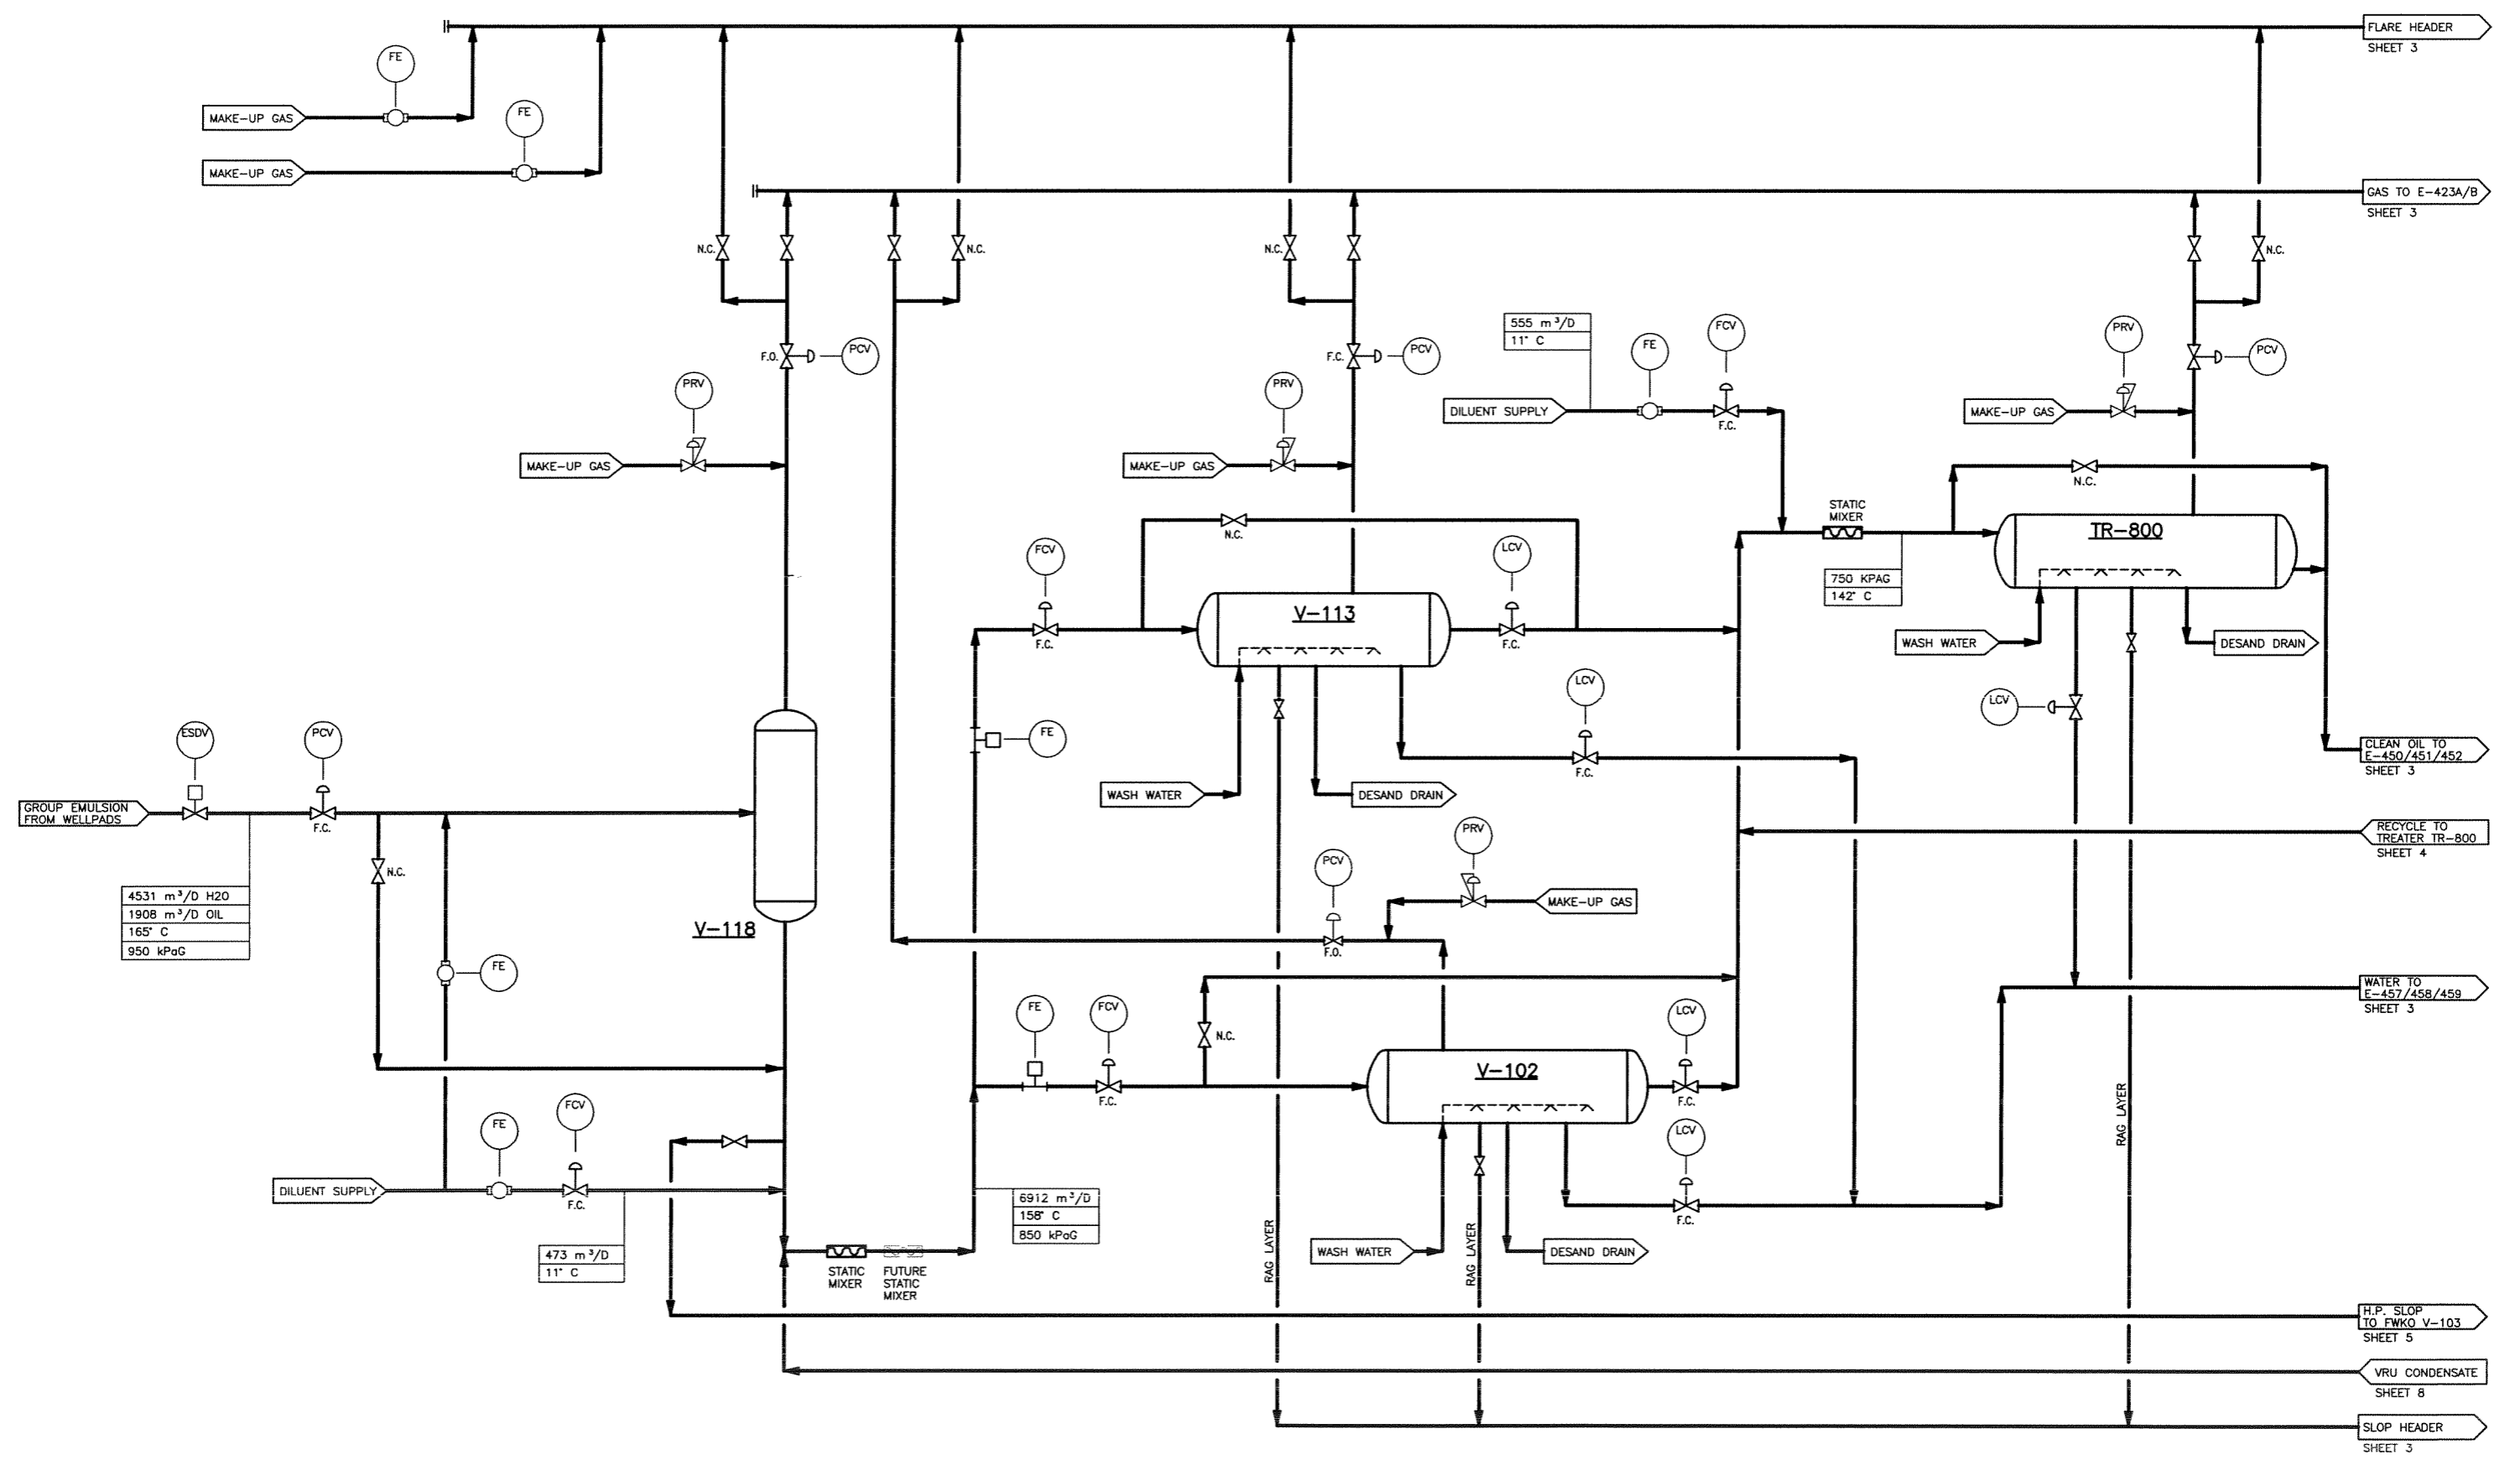 FLARE HEADER
SHEET 3
FE
MAKE-UP GAS
FE
MAKE-UP GAS
GAS TO E-423A/B
SHEET 3
N.C.
N.C.
N.C.
N.C.
F.O.
PCV
F.C.
PCV
555 m³/D
11° C
FE
FCV
F.C.
DILUENT SUPPLY
PRV
PCV
MAKE-UP GAS
PRV
MAKE-UP GAS
PRV
MAKE-UP GAS
N.C.
STATIC
MIXER
TR-800
750 KPAG
142° C
WASH WATER
DESAND DRAIN
LCV
FCV
F.C.
N.C.
LCV
F.C.
V-113
LCV
F.C.
FE
WASH WATER
DESAND DRAIN
CLEAN OIL TO
E-450/451/452
SHEET 3
ESDV
PCV
F.C.
GROUP EMULSION
FROM WELLPADS
N.C.
4531 m³/D H2O
1908 m³/D OIL
165° C
950 kPaG
V-118
RECYCLE TO
TREATER TR-800
SHEET 4
PRV
PCV
F.O.
MAKE-UP GAS
FE
WATER TO
E-457/458/459
SHEET 3
FE
FCV
F.C.
N.C.
LCV
F.C.
V-102
LCV
F.C.
RAG LAYER
FE
FCV
F.C.
DILUENT SUPPLY
473 m³/D
11° C
6912 m³/D
158° C
850 kPaG
STATIC
MIXER
FUTURE
STATIC
MIXER
RAG LAYER
WASH WATER
RAG LAYER
DESAND DRAIN
H.P. SLOP
TO FWKO V-103
SHEET 5
VRU CONDENSATE
SHEET 8
SLOP HEADER
SHEET 3